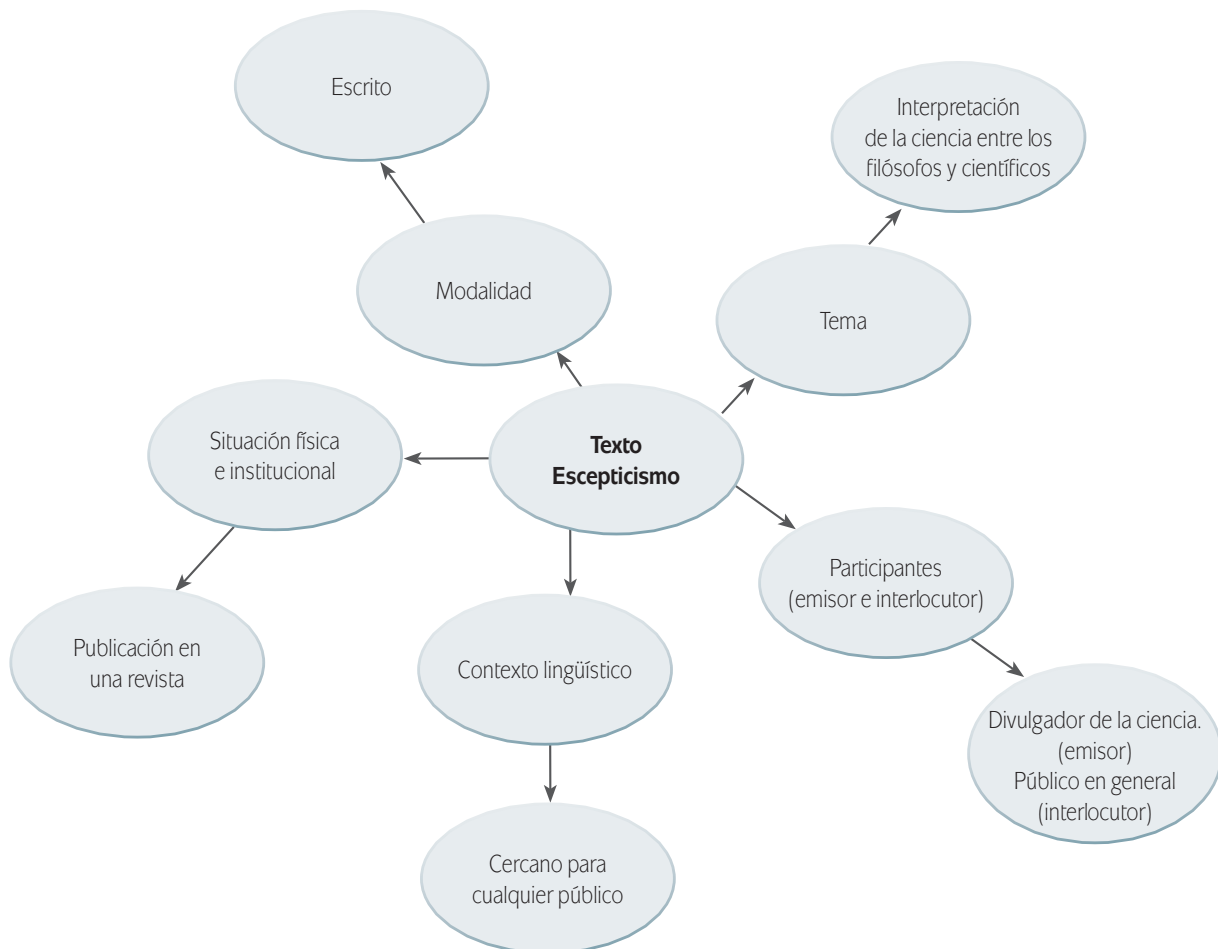 Escrito
Interpretación
de la ciencia entre los
filósofos y científicos
Modalidad
Tema
Situación física
e institucional
Texto
Escepticismo
Participantes
(emisor e interlocutor)
Publicación en
una revista
Contexto lingüístico
Divulgador de la ciencia.
(emisor)
Público en general
(interlocutor)
Cercano para
cualquier público